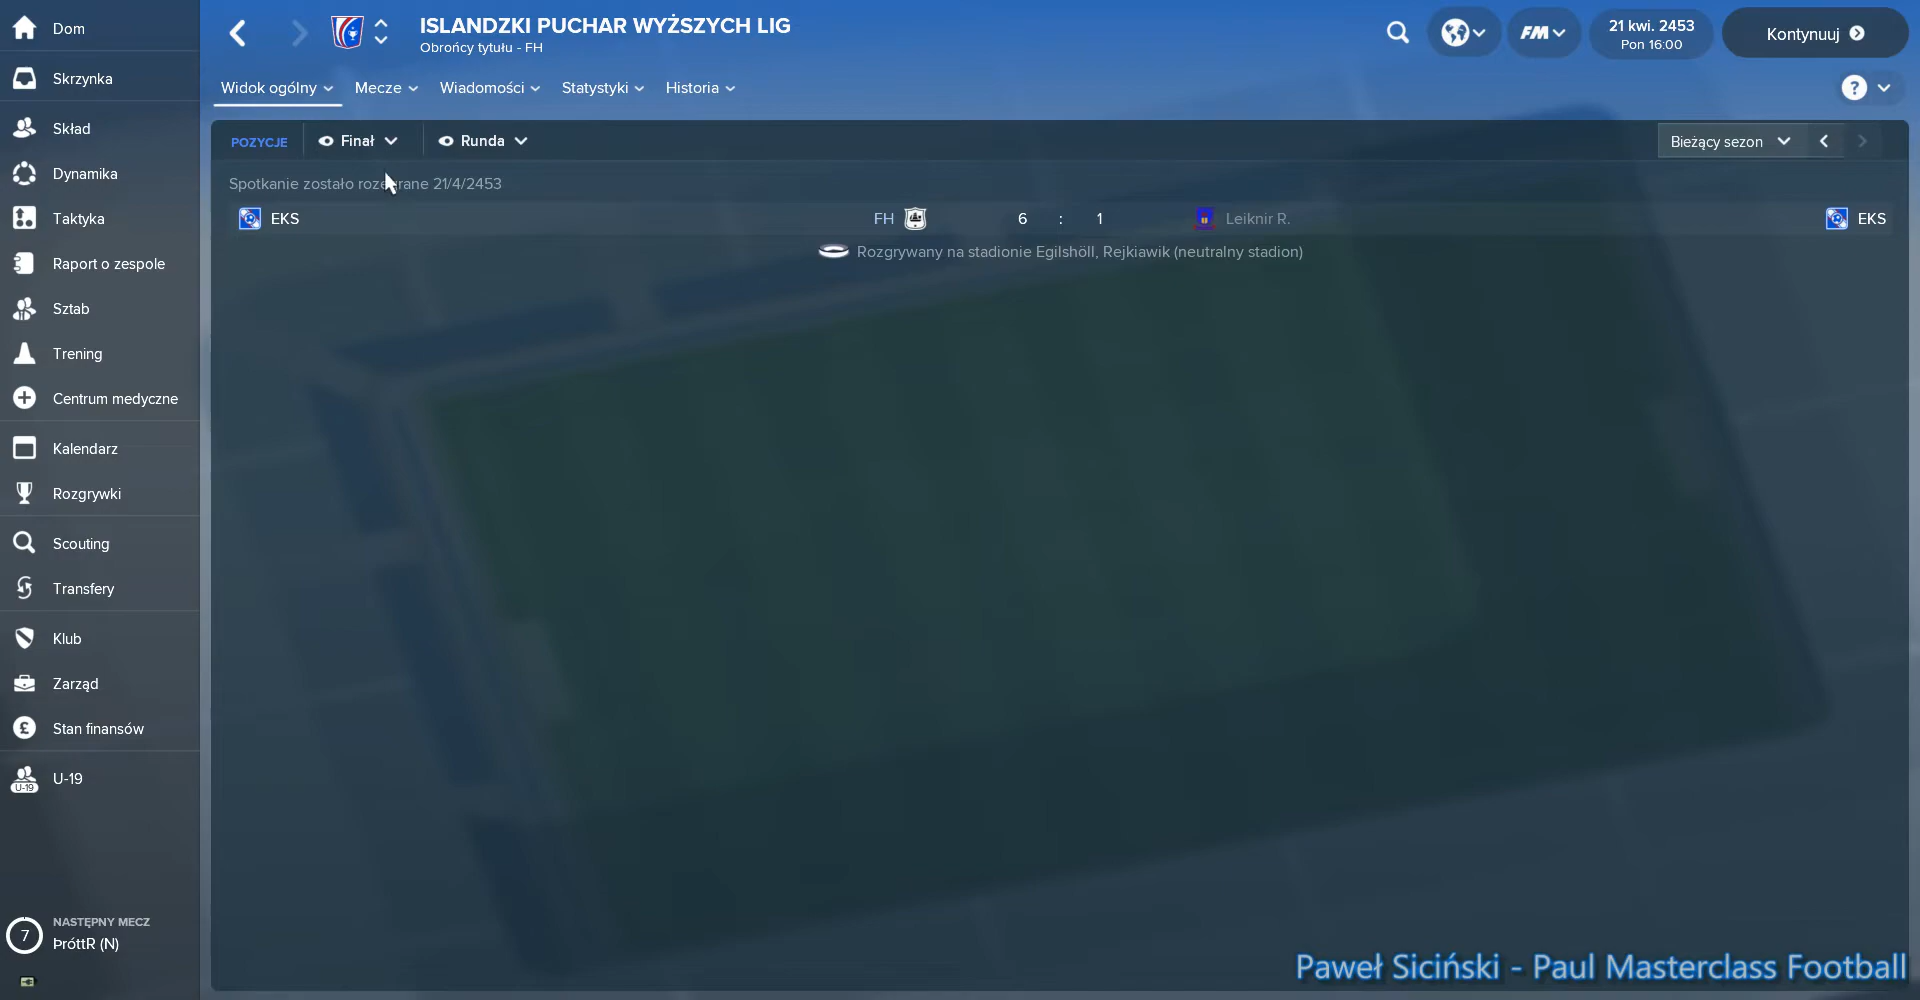 Dom
Skrzynka
Skład
Dynamika
Taktyka
Raport o zespole
Sztab
Trening
Centrum medyczne
Kalendarz
Rozgrywki
Scouting
Transfery
Klub
Zarząd
Stan finansów
U-19
U-19
7
NASTĘPNY MECZ
ÞróttR (N)
ISLANDZKI PUCHAR WYŻSZYCH LIG
Obrońcy tytułu - FH
FM
21 kwi. 2453
Pon 16:00
Kontynuuj
Widok ogólny
Mecze
Wiadomości
Statystyki
Historia
?
POZYCJE
Finał
Runda
Bieżący sezon
Spotkanie zostało rozegrane 21/4/2453
EKS FH 6 : 1 Leiknir R. EKS
Rozgrywany na stadionie Egilshöll, Rejkiawik (neutralny stadion)
Paweł Siciński - Paul Masterclass Football